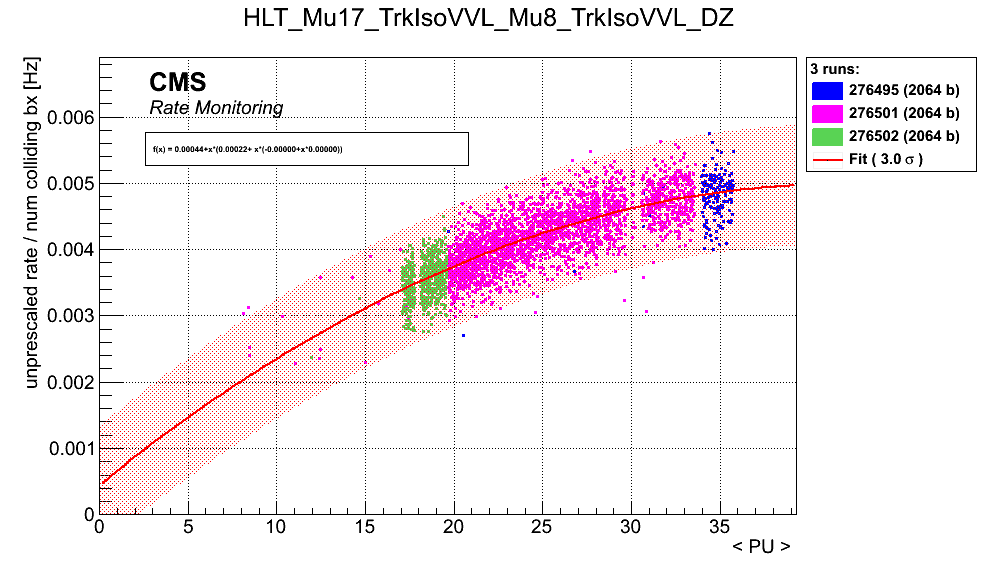 HLT_Mu17_TrkIsoVVL_Mu8_TrkIsoVVL_DZ
unprescaled rate / num colliding bx [Hz]
CMS
Rate Monitoring
f(x) = 0.00044+x*(0.00022+ x*(-0.00000+x*0.00000))
3 runs:
276495 (2064 b)
276501 (2064 b)
276502 (2064 b)
Fit ( 3.0 σ )
0.006
0.005
0.004
0.003
0.002
0.001
0
0 5 10 15 20 25 30 35
< PU >